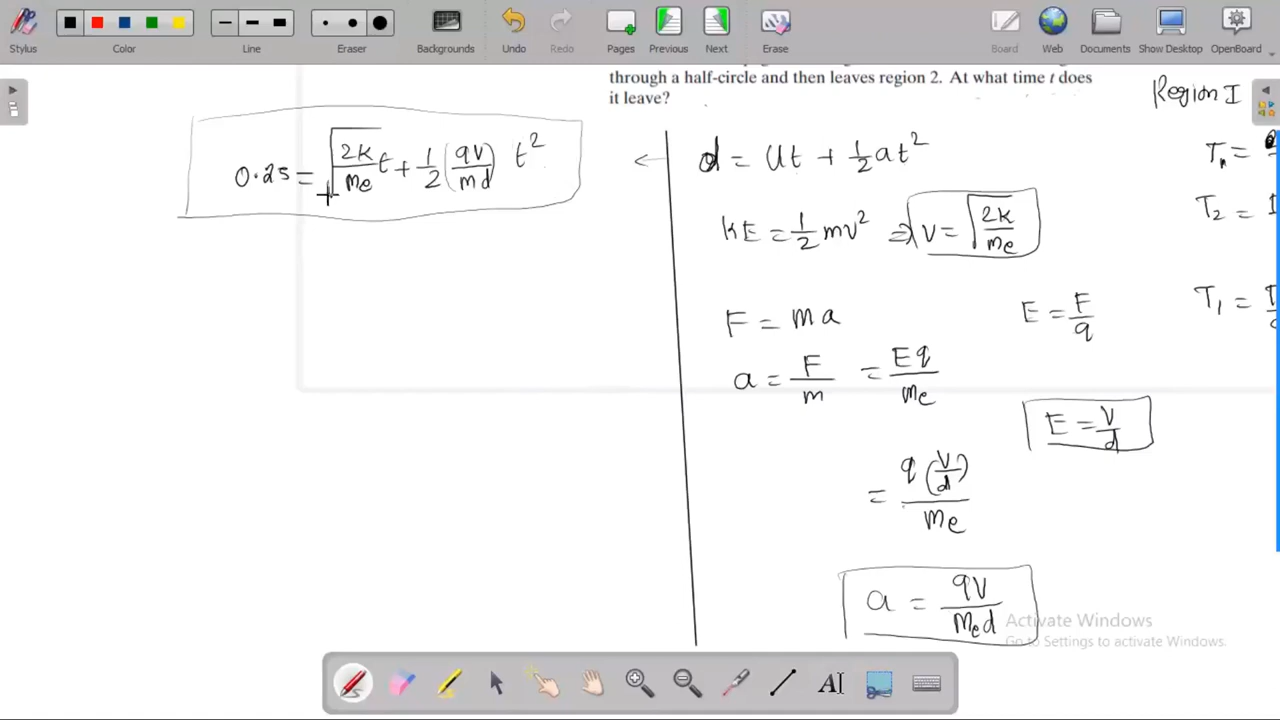 Stylus
Color
Line
Eraser
Backgrounds
Undo
Redo
Pages
Previous
Next
Erase
Board
Web
Documents
Show Desktop
OpenBoard
through a half-circle and then leaves region 2. At what time t does
it leave?
Region I
0.25 = √(2K/me) t + 1/2 (qV/md) t²
← d = Ut + 1/2 at²
KE = 1/2 mv² ⇒ v = √(2K/me)
F = ma
a = F/m = Eq/me
= q(V/d)/me
a = qV/med
E = F/q
E = V/d
T₂ =
T₁ =
Activate Windows
Go to Settings to activate Windows.